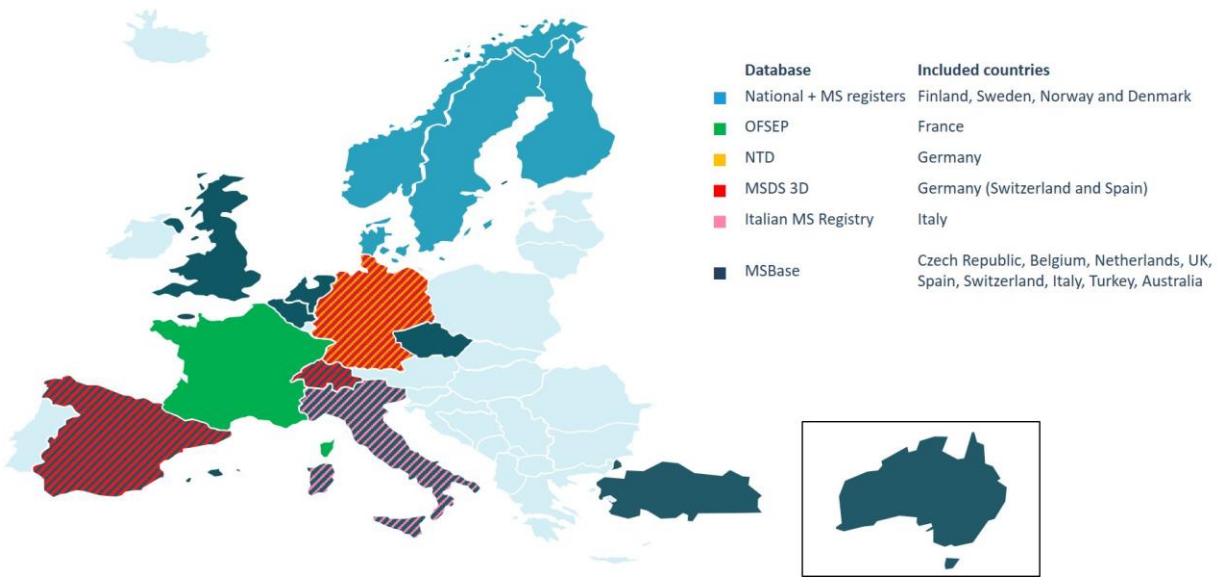 Database Included countries
National + MS registers Finland, Sweden, Norway and Denmark
OFSEP France
NTD Germany
MSDS 3D Germany (Switzerland and Spain)
Italian MS Registry Italy
MSBase Czech Republic, Belgium, Netherlands, UK,
Spain, Switzerland, Italy, Turkey, Australia